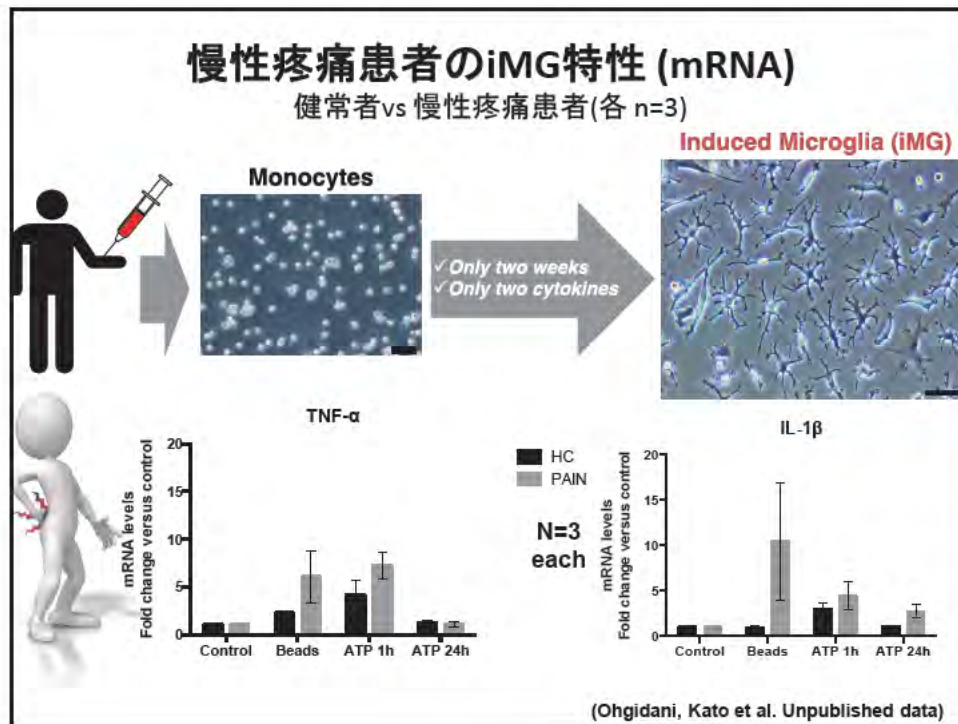 慢性疼痛患者のiMG特性 (mRNA)
健常者vs 慢性疼痛患者(各 n=3)
Induced Microglia (iMG)
Monocytes
✓Only two weeks
✓Only two cytokines
TNF-α
mRNA levels
Fold change versus control
20
15
10
5
0
Control Beads ATP 1h ATP 24h
HC
PAIN
N=3
each
IL-1β
mRNA levels
Fold change versus control
20
15
10
5
0
Control Beads ATP 1h ATP 24h
(Ohgidani, Kato et al. Unpublished data)